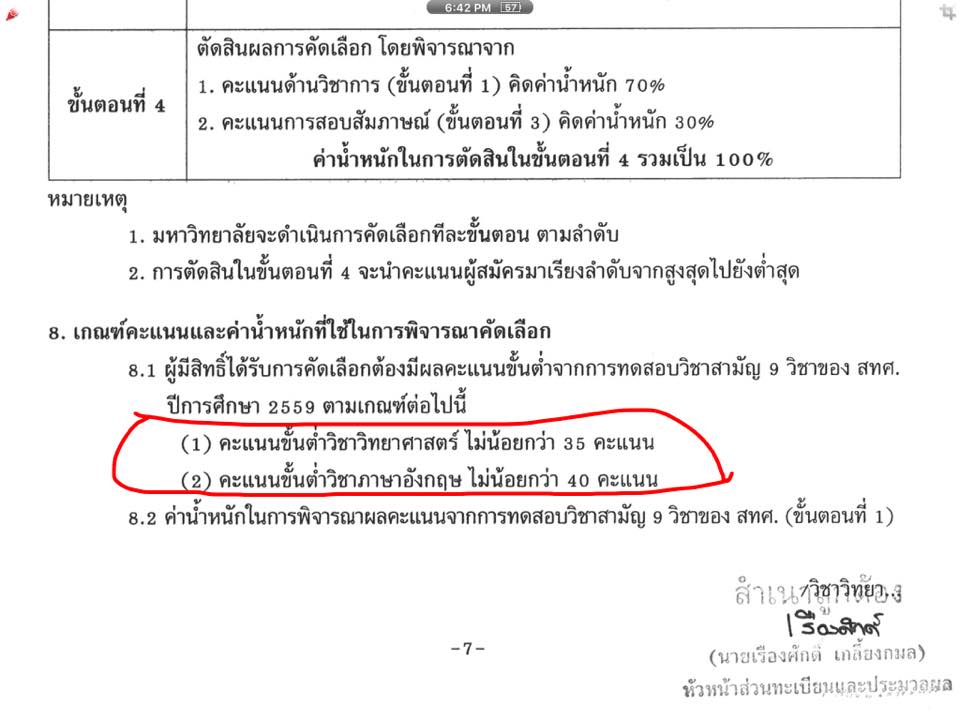 6:42 PM 57
ตัดสินผลการคัดเลือก โดยพิจารณาจาก
ขั้นตอนที่ 4
1. คะแนนด้านวิชาการ (ขั้นตอนที่ 1) คิดค่าน้ำหนัก 70%
2. คะแนนการสอบสัมภาษณ์ (ขั้นตอนที่ 3) คิดค่าน้ำหนัก 30%
ค่าน้ำหนักในการตัดสินในขั้นตอนที่ 4 รวมเป็น 100%
หมายเหตุ
1. มหาวิทยาลัยจะดำเนินการคัดเลือกทีละขั้นตอน ตามลำดับ
2. การตัดสินในขั้นตอนที่ 4 จะนำคะแนนผู้สมัครมาเรียงลำดับจากสูงสุดไปยังต่ำสุด
8. เกณฑ์คะแนนและค่าน้ำหนักที่ใช้ในการพิจารณาคัดเลือก
8.1 ผู้มีสิทธิ์ได้รับการคัดเลือกต้องมีผลคะแนนขั้นต่ำจากการทดสอบวิชาสามัญ 9 วิชาของ สทศ.
ปีการศึกษา 2559 ตามเกณฑ์ต่อไปนี้
(1) คะแนนขั้นต่ำวิชาวิทยาศาสตร์ ไม่น้อยกว่า 35 คะแนน
(2) คะแนนขั้นต่ำวิชาภาษาอังกฤษ ไม่น้อยกว่า 40 คะแนน
8.2 ค่าน้ำหนักในการพิจารณาผลคะแนนจากการทดสอบวิชาสามัญ 9 วิชาของ สทศ. (ขั้นตอนที่ 1)
/วิชาวิทยา...
สำเนาถูกต้อง
เรืองศักดิ์
-7-
(นายเรืองศักดิ์ เกลี้ยงกมล)
หัวหน้าส่วนทะเบียนและประมวลผล